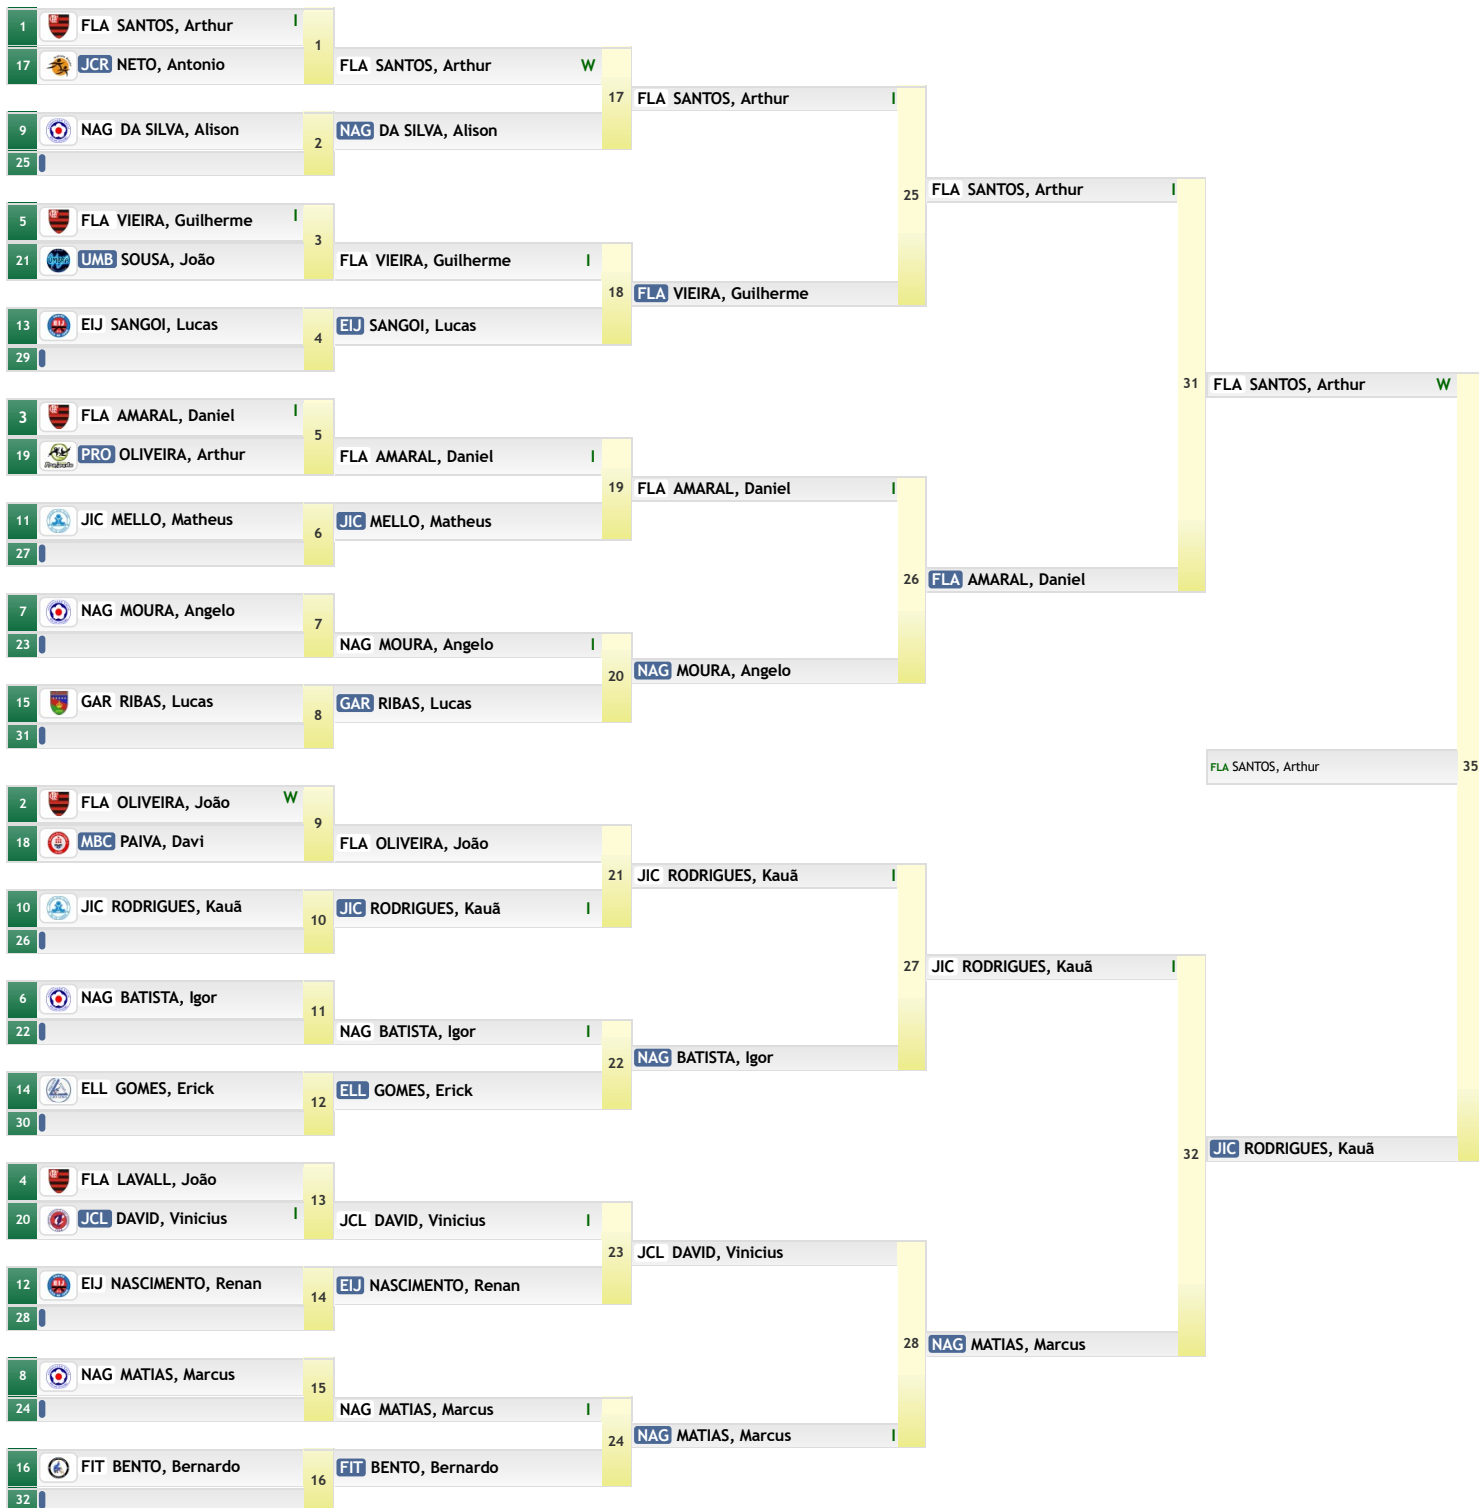 1 FLA SANTOS, Arthur I
17 JCR NETO, Antonio
1
FLA SANTOS, Arthur W
9 NAG DA SILVA, Alison
25
2
NAG DA SILVA, Alison
17
FLA SANTOS, Arthur I
5 FLA VIEIRA, Guilherme I
21 UMB SOUSA, João
3
FLA VIEIRA, Guilherme I
13 EIJ SANGOI, Lucas
29
4
EIJ SANGOI, Lucas
18
FLA VIEIRA, Guilherme
25
FLA SANTOS, Arthur I
3 FLA AMARAL, Daniel I
19 PRO OLIVEIRA, Arthur
5
FLA AMARAL, Daniel I
11 JIC MELLO, Matheus
27
6
JIC MELLO, Matheus
19
FLA AMARAL, Daniel I
7 NAG MOURA, Angelo
23
7
NAG MOURA, Angelo I
15 GAR RIBAS, Lucas
31
8
GAR RIBAS, Lucas
20
NAG MOURA, Angelo
26
FLA AMARAL, Daniel
31
FLA SANTOS, Arthur W
2 FLA OLIVEIRA, João W
18 MBC PAIVA, Davi
9
FLA OLIVEIRA, João
10 JIC RODRIGUES, Kauã
26
10
JIC RODRIGUES, Kauã I
21
JIC RODRIGUES, Kauã I
6 NAG BATISTA, Igor
22
11
NAG BATISTA, Igor I
14 ELL GOMES, Erick
30
12
ELL GOMES, Erick
22
NAG BATISTA, Igor
27
JIC RODRIGUES, Kauã I
4 FLA LAVALL, João
20 JCL DAVID, Vinicius I
13
JCL DAVID, Vinicius I
12 EIJ NASCIMENTO, Renan
28
14
EIJ NASCIMENTO, Renan
23
JCL DAVID, Vinicius
8 NAG MATIAS, Marcus
24
15
NAG MATIAS, Marcus I
16 FIT BENTO, Bernardo
32
16
FIT BENTO, Bernardo
24
NAG MATIAS, Marcus I
28
NAG MATIAS, Marcus
32
JIC RODRIGUES, Kauã
35
FLA SANTOS, Arthur